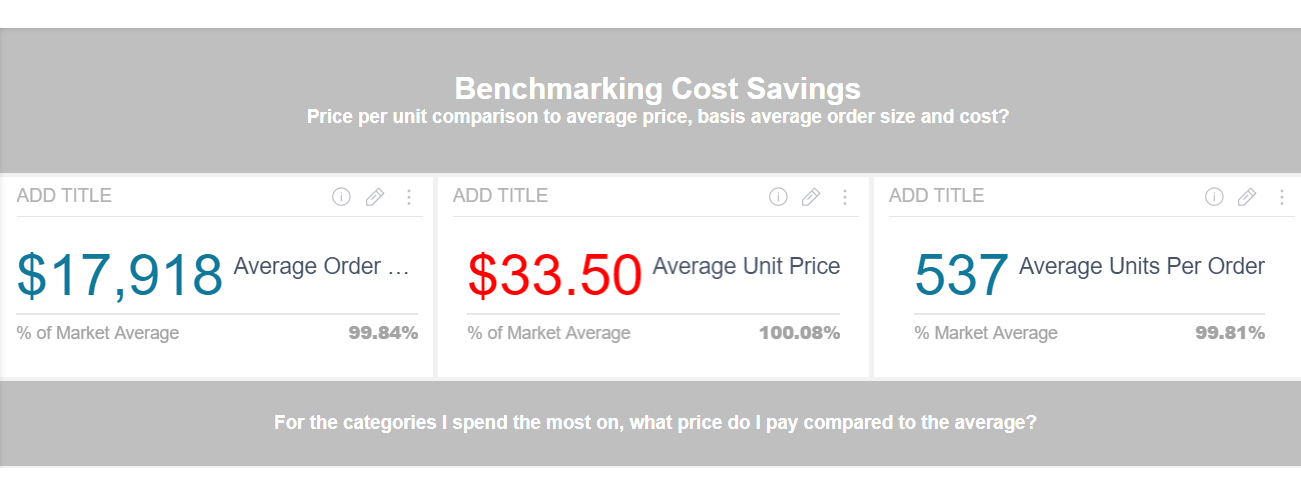 Benchmarking Cost Savings
Price per unit comparison to average price, basis average order size and cost?
ADD TITLE
$17,918 Average Order ...
% of Market Average 99.84%
ADD TITLE
$33.50 Average Unit Price
% of Market Average 100.08%
ADD TITLE
537 Average Units Per Order
% Market Average 99.81%
For the categories I spend the most on, what price do I pay compared to the average?